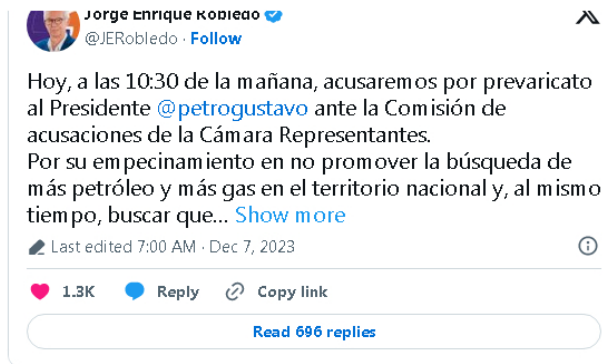 Jorge Enrique Robledo
@JERobledo · Follow
Hoy, a las 10:30 de la mañana, acusaremos por prevaricato
al Presidente @petrogustavo ante la Comisión de
acusaciones de la Cámara Representantes.
Por su empecinamiento en no promover la búsqueda de
más petróleo y más gas en el territorio nacional y, al mismo
tiempo, buscar que... Show more
Last edited 7:00 AM · Dec 7, 2023
1.3K Reply Copy link
Read 696 replies